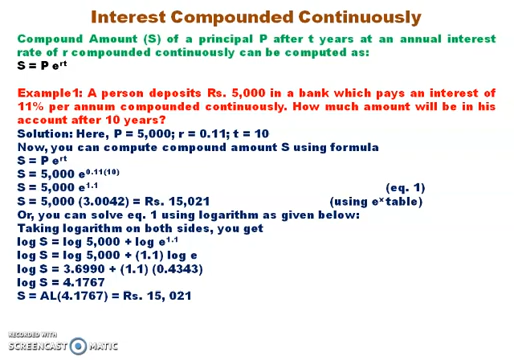 Interest Compounded Continuously
Compound Amount (S) of a principal P after t years at an annual interest
rate of r compounded continuously can be computed as:
S = P eʳᵗ
Example1: A person deposits Rs. 5,000 in a bank which pays an interest of
11% per annum compounded continuously. How much amount will be in his
account after 10 years?
Solution: Here, P = 5,000; r = 0.11; t = 10
Now, you can compute compound amount S using formula
S = P eʳᵗ
S = 5,000 e⁰·¹¹⁽¹⁰⁾
S = 5,000 e¹·¹ (eq. 1)
S = 5,000 (3.0042) = Rs. 15,021 (using eˣ table)
Or, you can solve eq. 1 using logarithm as given below:
Taking logarithm on both sides, you get
log S = log 5,000 + log e¹·¹
log S = log 5,000 + (1.1) log e
log S = 3.6990 + (1.1) (0.4343)
log S = 4.1767
S = AL(4.1767) = Rs. 15, 021
RECORDED WITH
SCREENCAST MATIC